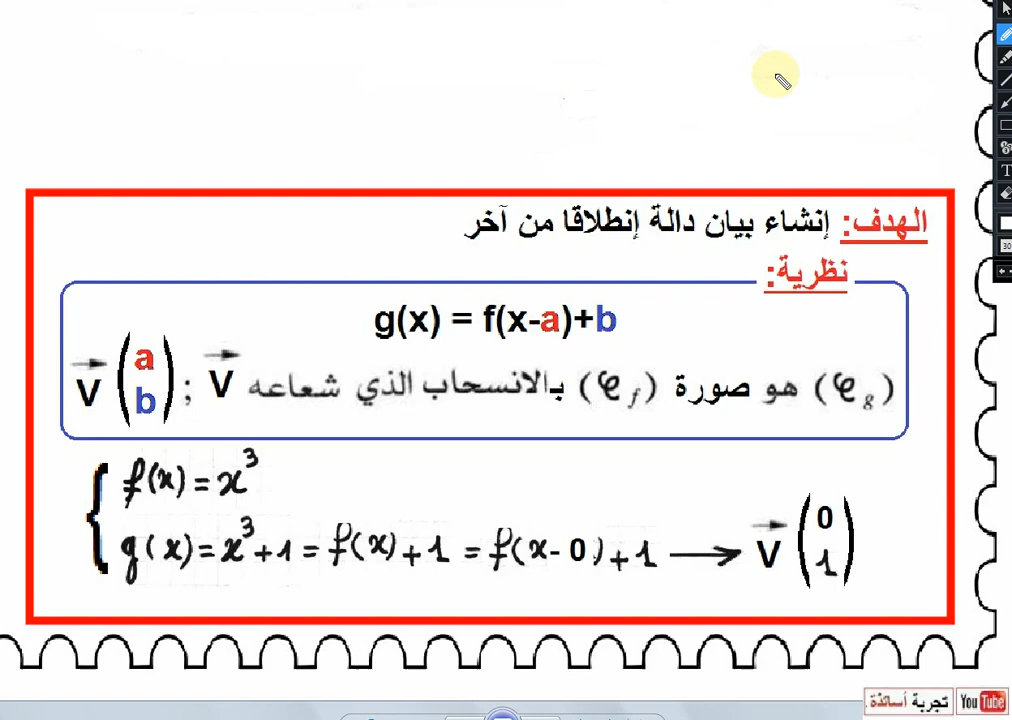 الهدف: إنشاء بيان دالة إنطلاقا من آخر
نظرية:
g(x) = f(x-a)+b
(𝒞g) هو صورة (𝒞f) بالانسحاب الذي شعاعه V ; V (a b)
f(x) = x³
g(x) = x³ + 1 = f(x) + 1 = f(x - 0) + 1 → V (0 1)
30
T
تجربة أساتذة. YouTube